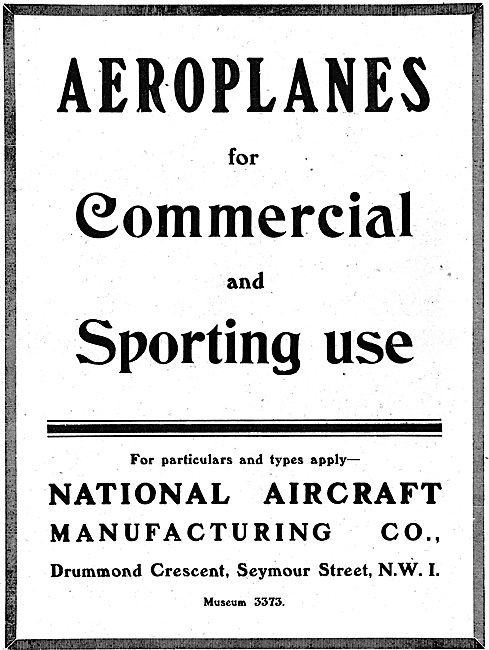 AEROPLANES
for
Commercial
and
Sporting use
For particulars and types apply—
NATIONAL AIRCRAFT
MANUFACTURING CO.,
Drummond Crescent, Seymour Street, N.W. 1.
Museum 3373.